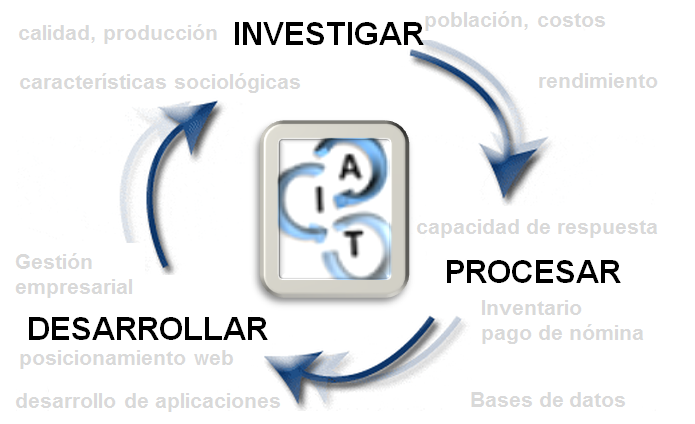 calidad, producción
INVESTIGAR
población, costos
características sociológicas
rendimiento
A
I
T
capacidad de respuesta
Gestión
empresarial
PROCESAR
DESARROLLAR
Inventario
pago de nómina
posicionamiento web
desarrollo de aplicaciones
Bases de datos